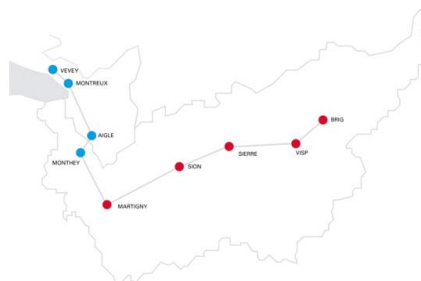 VEVEY
MONTREUX
AIGLE
MONTHEY
MARTIGNY
SION
SIERRE
VISP
BRIG